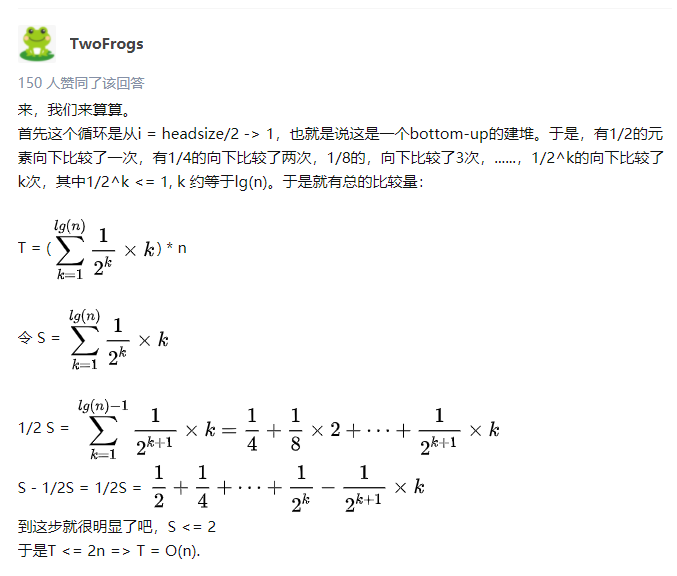 TwoFrogs
150 人赞同了该回答
来，我们来算算。
首先这个循环是从i = headsize/2 -> 1，也就是说这是一个bottom-up的建堆。于是，有1/2的元
素向下比较了一次，有1/4的向下比较了两次，1/8的，向下比较了3次，……，1/2^k的向下比较了
k次，其中1/2^k <= 1, k 约等于lg(n)。于是就有总的比较量：
T = ( \sum_{k=1}^{lg(n)} \frac{1}{2^k} × k ) * n
令 S = \sum_{k=1}^{lg(n)} \frac{1}{2^k} × k
1/2 S = \sum_{k=1}^{lg(n)-1} \frac{1}{2^{k+1}} × k = \frac{1}{4} + \frac{1}{8} × 2 + ⋯ + \frac{1}{2^{k+1}} × k
S - 1/2S = 1/2S = \frac{1}{2} + \frac{1}{4} + ⋯ + \frac{1}{2^k} − \frac{1}{2^{k+1}} × k
到这步就很明显了吧，S <= 2
于是T <= 2n => T = O(n).